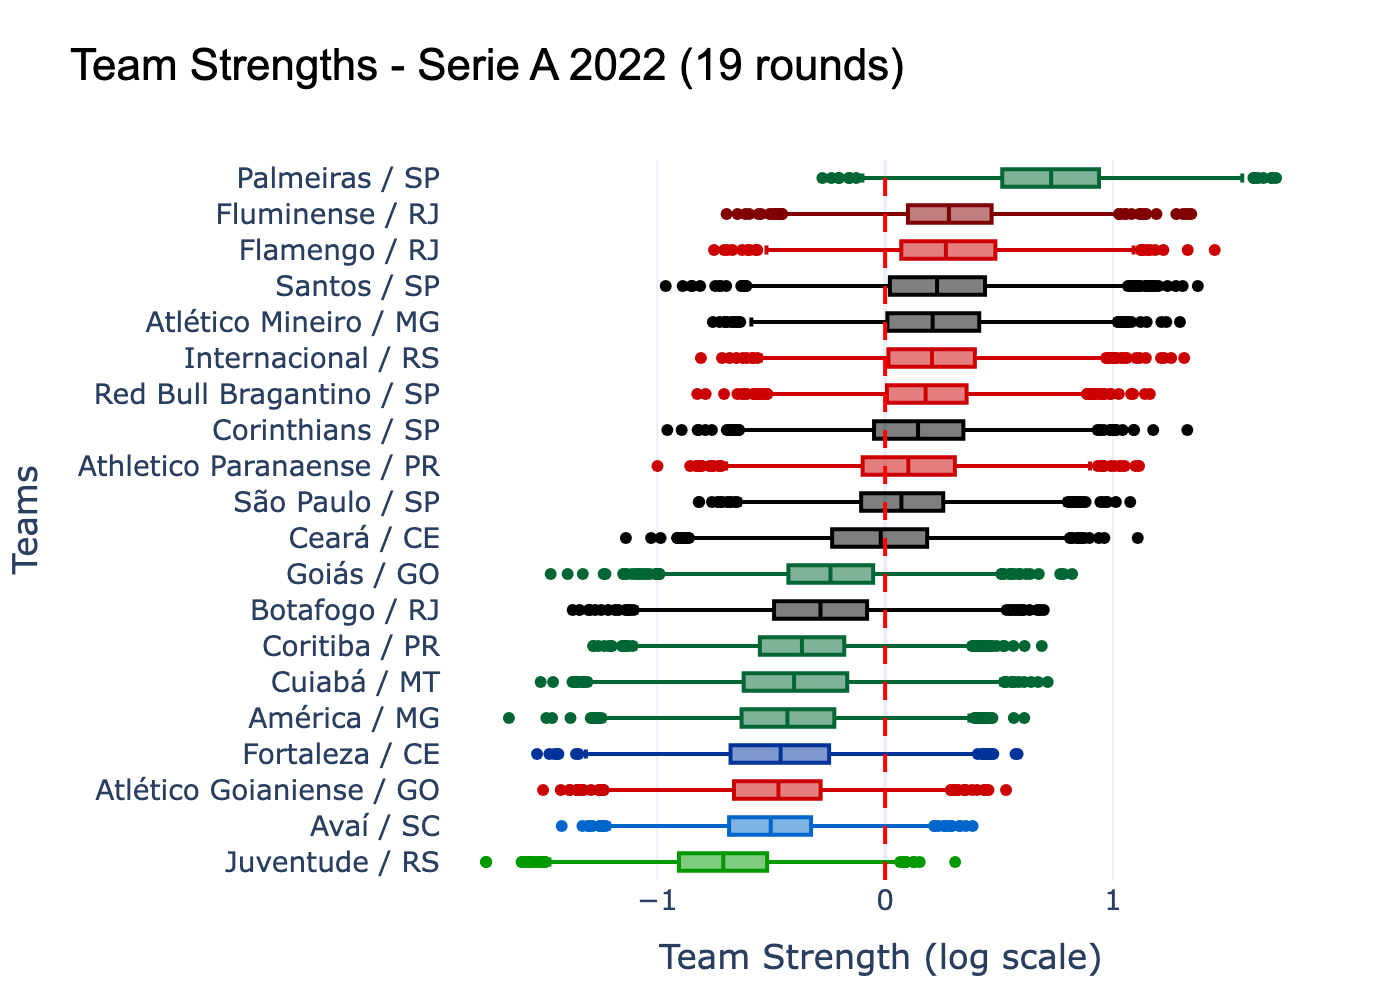 Team Strengths - Serie A 2022 (19 rounds)
Teams
Palmeiras / SP
Fluminense / RJ
Flamengo / RJ
Santos / SP
Atlético Mineiro / MG
Internacional / RS
Red Bull Bragantino / SP
Corinthians / SP
Athletico Paranaense / PR
São Paulo / SP
Ceará / CE
Goiás / GO
Botafogo / RJ
Coritiba / PR
Cuiabá / MT
América / MG
Fortaleza / CE
Atlético Goianiense / GO
Avaí / SC
Juventude / RS
−1 0 1
Team Strength (log scale)